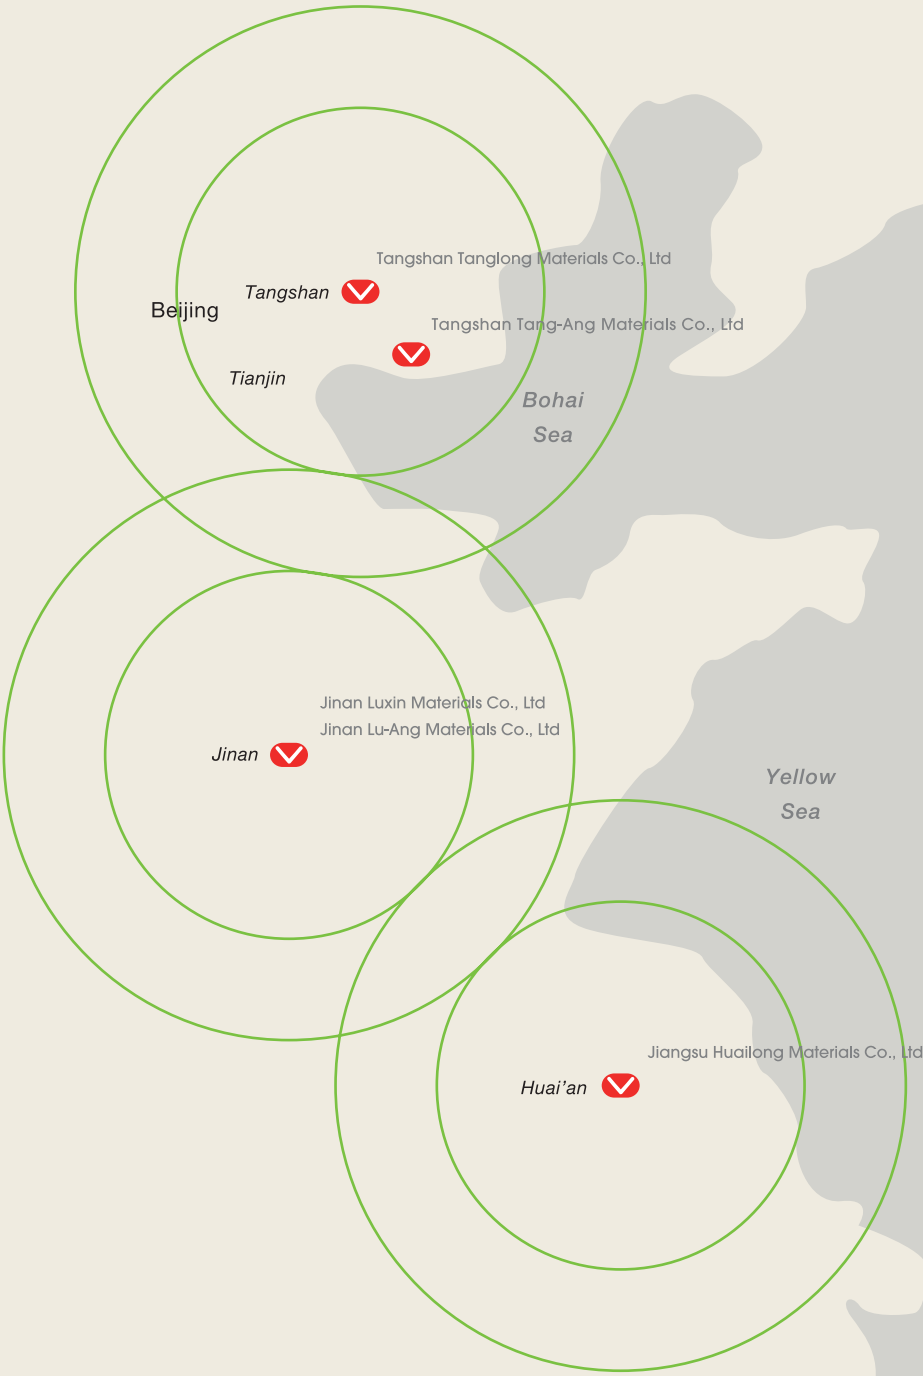 Tangshan Tanglong Materials Co., Ltd
Tangshan
Beijing
Tangshan Tang-Ang Materials Co., Ltd
Tianjin
Bohai
Sea
Jinan Luxin Materials Co., Ltd
Jinan Lu-Ang Materials Co., Ltd
Jinan
Yellow
Sea
Jiangsu Huailong Materials Co., Ltd
Huai’an